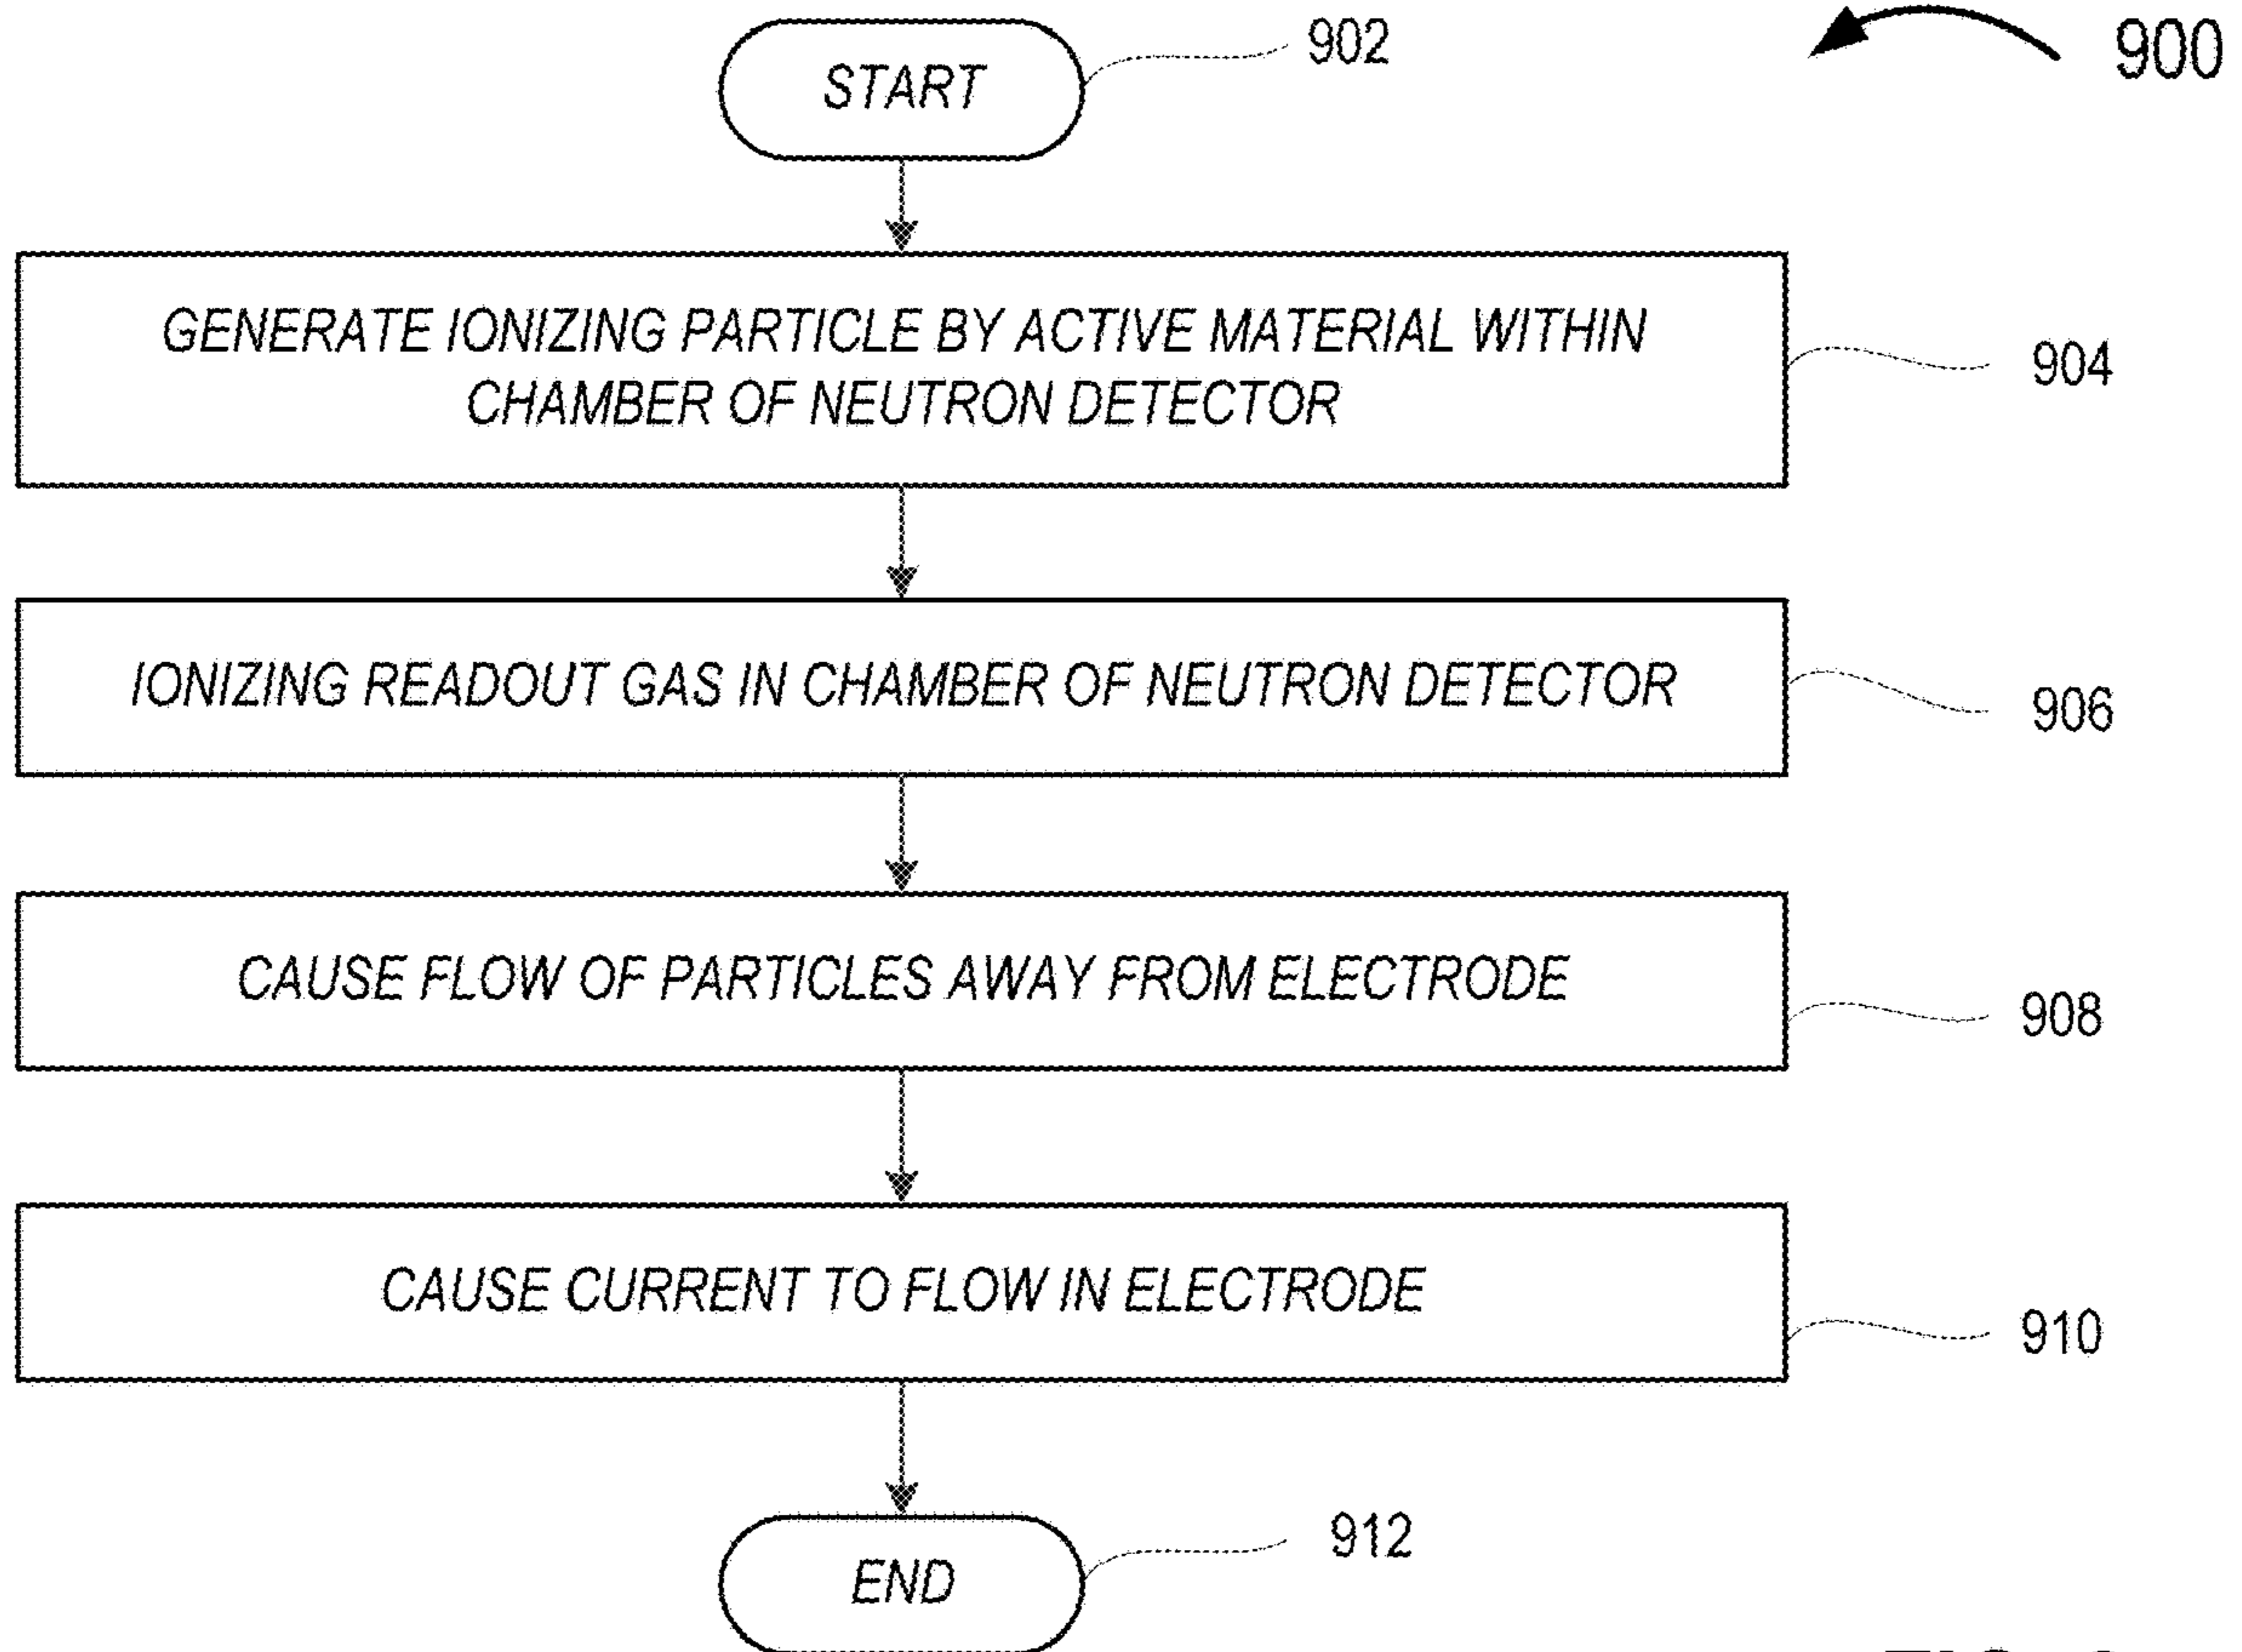 START
902
900
GENERATE IONIZING PARTICLE BY ACTIVE MATERIAL WITHIN
CHAMBER OF NEUTRON DETECTOR
904
IONIZING READOUT GAS IN CHAMBER OF NEUTRON DETECTOR
906
CAUSE FLOW OF PARTICLES AWAY FROM ELECTRODE
908
CAUSE CURRENT TO FLOW IN ELECTRODE
910
END
912